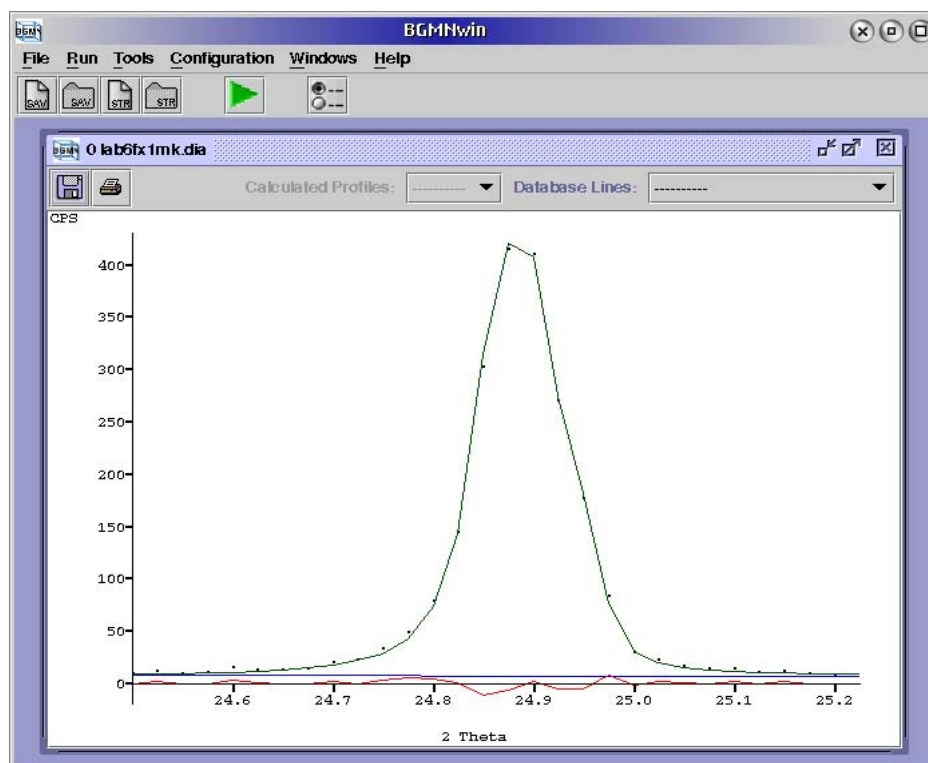 BGMN BGMNwin
File Run Tools Configuration Windows Help
SAV SAV STR STR
BGMN 0 lab6fx1mk.dia
Calculated Profiles: ---------- Database Lines: ----------
CPS
400
350
300
250
200
150
100
50
0
24.6 24.7 24.8 24.9 25.0 25.1 25.2
2 Theta